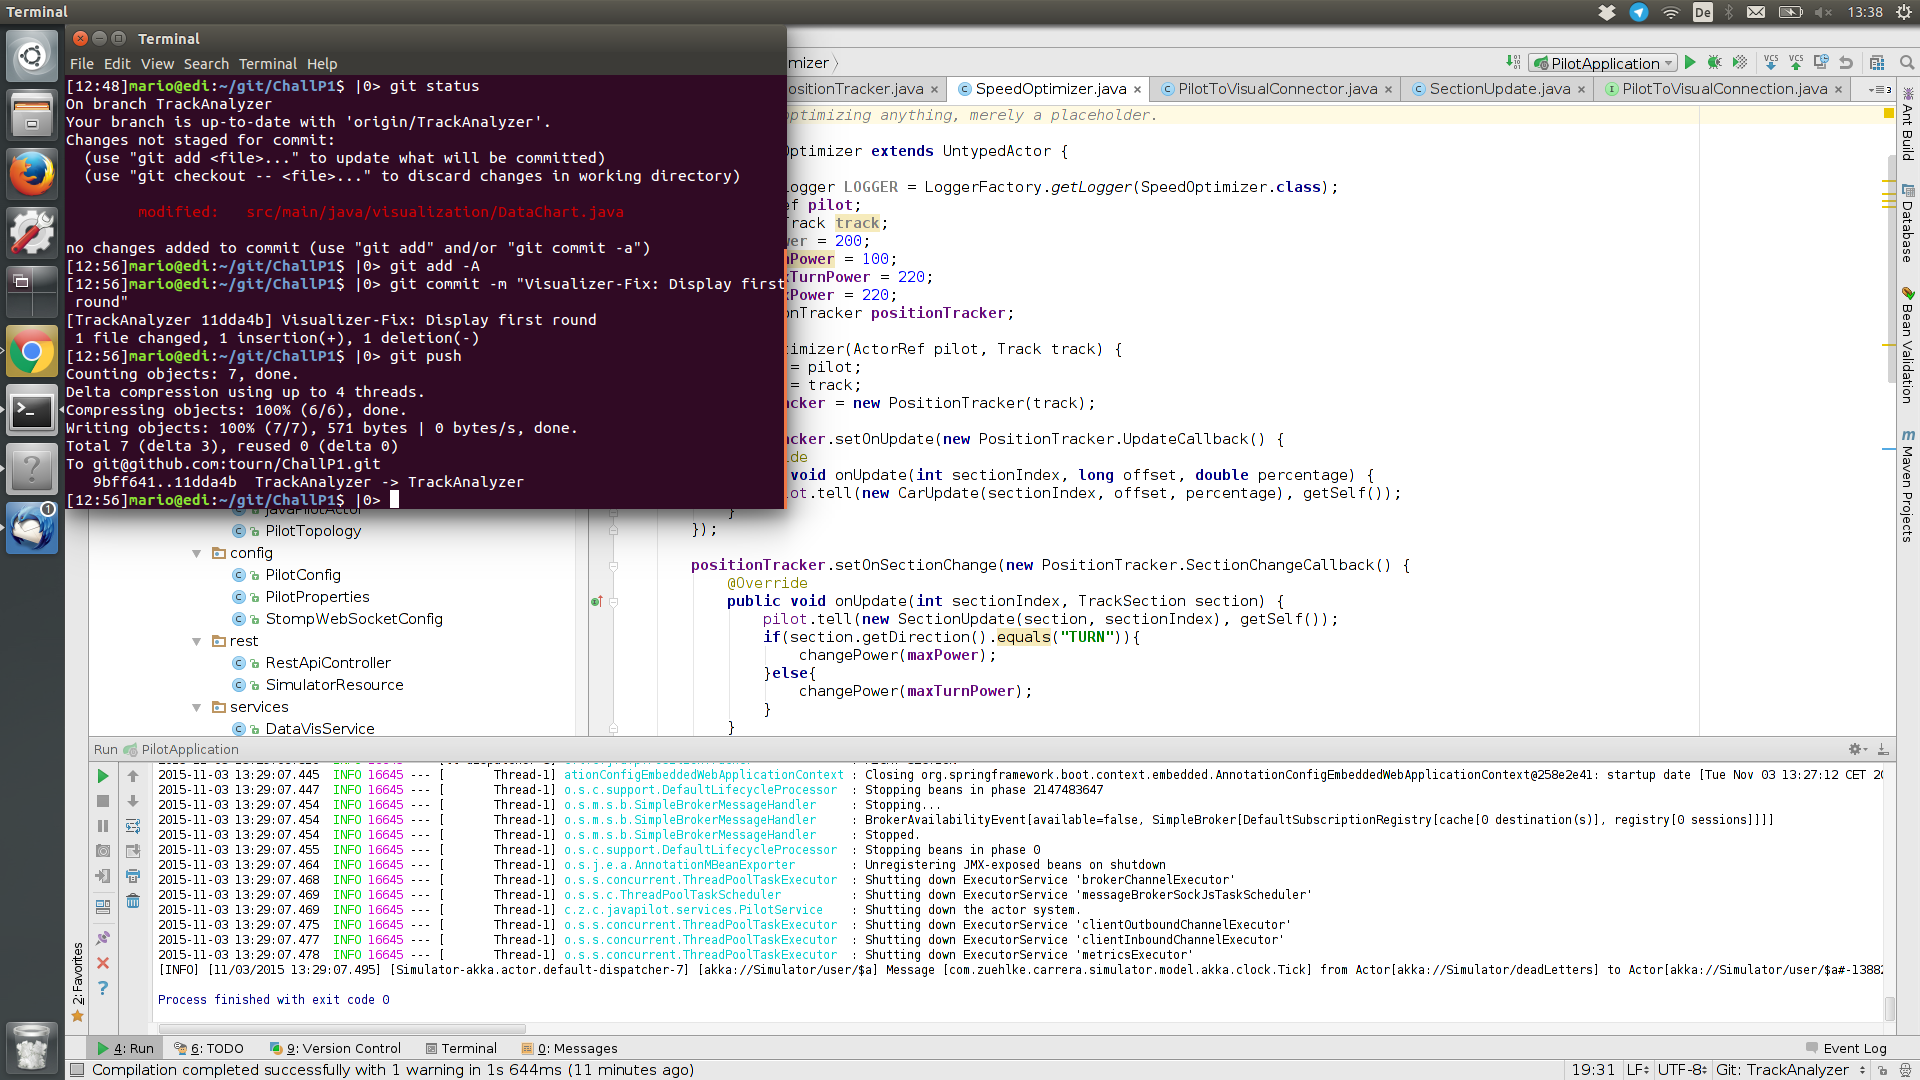 Terminal
De
13:38
Terminal
File Edit View Search Terminal Help
[12:48]mario@edi:~/git/ChallP1$ |0> git status
On branch TrackAnalyzer
Your branch is up-to-date with 'origin/TrackAnalyzer'.
Changes not staged for commit:
(use "git add <file>..." to update what will be committed)
(use "git checkout -- <file>..." to discard changes in working directory)
modified: src/main/java/visualization/DataChart.java
no changes added to commit (use "git add" and/or "git commit -a")
[12:56]mario@edi:~/git/ChallP1$ |0> git add -A
[12:56]mario@edi:~/git/ChallP1$ |0> git commit -m "Visualizer-Fix: Display first
round"
[TrackAnalyzer 11dda4b] Visualizer-Fix: Display first round
1 file changed, 1 insertion(+), 1 deletion(-)
[12:56]mario@edi:~/git/ChallP1$ |0> git push
Counting objects: 7, done.
Delta compression using up to 4 threads.
Compressing objects: 100% (6/6), done.
Writing objects: 100% (7/7), 571 bytes | 0 bytes/s, done.
Total 7 (delta 3), reused 0 (delta 0)
To git@github.com:tourn/ChallP1.git
9bff641..11dda4b TrackAnalyzer -> TrackAnalyzer
[12:56]mario@edi:~/git/ChallP1$ |0>
mizer
PilotApplication
VCS VCS
ositionTracker.java SpeedOptimizer.java PilotToVisualConnector.java SectionUpdate.java PilotToVisualConnection.java
optimizing anything, merely a placeholder.
Optimizer extends UntypedActor {
Logger LOGGER = LoggerFactory.getLogger(SpeedOptimizer.class);
ef pilot;
Track track;
wer = 200;
nPower = 100;
xTurnPower = 220;
xPower = 220;
onTracker positionTracker;
timizer(ActorRef pilot, Track track) {
= pilot;
= track;
acker = new PositionTracker(track);
acker.setOnUpdate(new PositionTracker.UpdateCallback() {
ide
void onUpdate(int sectionIndex, long offset, double percentage) {
lot.tell(new CarUpdate(sectionIndex, offset, percentage), getSelf());
}
});
positionTracker.setOnSectionChange(new PositionTracker.SectionChangeCallback() {
@Override
public void onUpdate(int sectionIndex, TrackSection section) {
pilot.tell(new SectionUpdate(section, sectionIndex), getSelf());
if(section.getDirection().equals("TURN")){
changePower(maxPower);
}else{
changePower(maxTurnPower);
}
}
Ant Build
Database
Bean Validation
m Maven Projects
JavaPilotActor
PilotTopology
config
PilotConfig
PilotProperties
StompWebSocketConfig
rest
RestApiController
SimulatorResource
services
DataVisService
Run PilotApplication
2015-11-03 13:29:07.445 INFO 16645 --- [ Thread-1] ationConfigEmbeddedWebApplicationContext : Closing org.springframework.boot.context.embedded.AnnotationConfigEmbeddedWebApplicationContext@258e2e41: startup date [Tue Nov 03 13:27:12 CET 20
2015-11-03 13:29:07.447 INFO 16645 --- [ Thread-1] o.s.c.support.DefaultLifecycleProcessor : Stopping beans in phase 2147483647
2015-11-03 13:29:07.454 INFO 16645 --- [ Thread-1] o.s.m.s.b.SimpleBrokerMessageHandler : Stopping...
2015-11-03 13:29:07.454 INFO 16645 --- [ Thread-1] o.s.m.s.b.SimpleBrokerMessageHandler : BrokerAvailabilityEvent[available=false, SimpleBroker[DefaultSubscriptionRegistry[cache[0 destination(s)], registry[0 sessions]]]]
2015-11-03 13:29:07.454 INFO 16645 --- [ Thread-1] o.s.m.s.b.SimpleBrokerMessageHandler : Stopped.
2015-11-03 13:29:07.455 INFO 16645 --- [ Thread-1] o.s.c.support.DefaultLifecycleProcessor : Stopping beans in phase 0
2015-11-03 13:29:07.464 INFO 16645 --- [ Thread-1] o.s.j.e.a.AnnotationMBeanExporter : Unregistering JMX-exposed beans on shutdown
2015-11-03 13:29:07.468 INFO 16645 --- [ Thread-1] o.s.s.concurrent.ThreadPoolTaskExecutor : Shutting down ExecutorService 'brokerChannelExecutor'
2015-11-03 13:29:07.469 INFO 16645 --- [ Thread-1] o.s.s.c.ThreadPoolTaskScheduler : Shutting down ExecutorService 'messageBrokerSockJsTaskScheduler'
2015-11-03 13:29:07.469 INFO 16645 --- [ Thread-1] c.z.c.javapilot.services.PilotService : Shutting down the actor system.
2015-11-03 13:29:07.475 INFO 16645 --- [ Thread-1] o.s.s.concurrent.ThreadPoolTaskExecutor : Shutting down ExecutorService 'clientOutboundChannelExecutor'
2015-11-03 13:29:07.477 INFO 16645 --- [ Thread-1] o.s.s.concurrent.ThreadPoolTaskExecutor : Shutting down ExecutorService 'clientInboundChannelExecutor'
2015-11-03 13:29:07.478 INFO 16645 --- [ Thread-1] o.s.s.concurrent.ThreadPoolTaskExecutor : Shutting down ExecutorService 'metricsExecutor'
[INFO] [11/03/2015 13:29:07.495] [Simulator-akka.actor.default-dispatcher-7] [akka://Simulator/user/$a] Message [com.zuehlke.carrera.simulator.model.akka.clock.Tick] from Actor[akka://Simulator/deadLetters] to Actor[akka://Simulator/user/$a#-13882
Process finished with exit code 0
2: Favorites
4: Run 6: TODO 9: Version Control Terminal 0: Messages Event Log
Compilation completed successfully with 1 warning in 1s 644ms (11 minutes ago) 19:31 LF UTF-8 Git: TrackAnalyzer